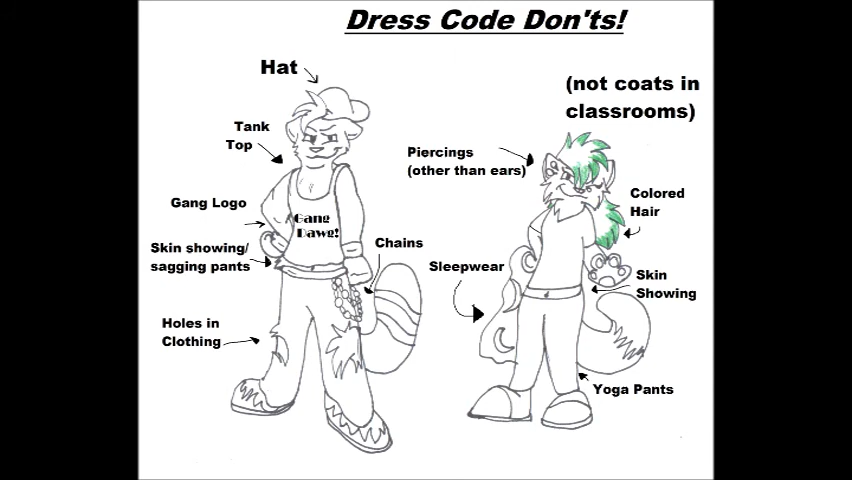 Dress Code Don'ts!
Hat
(not coats in
classrooms)
Tank
Top
Piercings
(other than ears)
Gang Logo
Colored
Hair
Gang
Dawg!
Skin showing/
sagging pants
Chains
Sleepwear
Skin
Showing
Holes in
Clothing
Yoga Pants